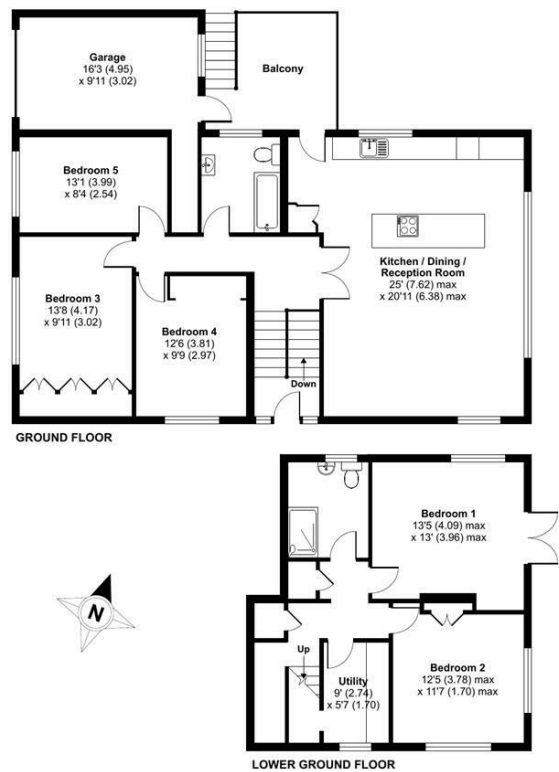 Garage
16'3 (4.95)
x 9'11 (3.02)
Balcony
Bedroom 5
13'1 (3.99)
x 8'4 (2.54)
Kitchen / Dining /
Reception Room
25' (7.62) max
x 20'11 (6.38) max
Bedroom 3
13'8 (4.17)
x 9'11 (3.02)
Bedroom 4
12'6 (3.81)
x 9'9 (2.97)
Down
GROUND FLOOR
Bedroom 1
13'5 (4.09) max
x 13' (3.96) max
N
Up
Utility
9' (2.74)
x 5'7 (1.70)
Bedroom 2
12'5 (3.78) max
x 11'7 (1.70) max
LOWER GROUND FLOOR